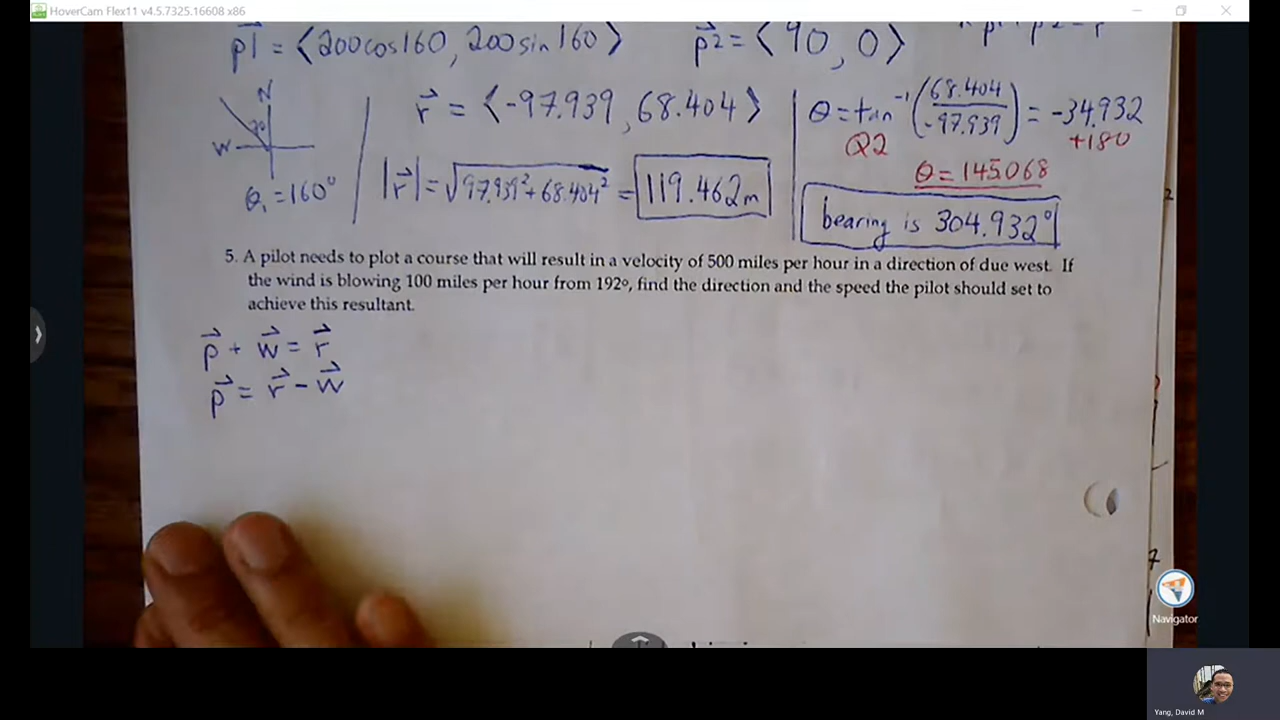 HoverCam Flex11 v4.5.7325.16608 x86
p1 = ⟨200cos160, 200sin160⟩ p2 = ⟨90, 0⟩
N
W
20°
θ₁ = 160°
r = ⟨-97.939, 68.404⟩
|r| = √97.939² + 68.404² = 119.462m
θ = tan⁻¹(68.404/-97.939) = -34.932
Q2 +180
θ = 145.068
bearing is 304.932°
5. A pilot needs to plot a course that will result in a velocity of 500 miles per hour in a direction of due west. If
the wind is blowing 100 miles per hour from 192º, find the direction and the speed the pilot should set to
achieve this resultant.
p + w = r
p = r - w
Navigator
Yang, David M